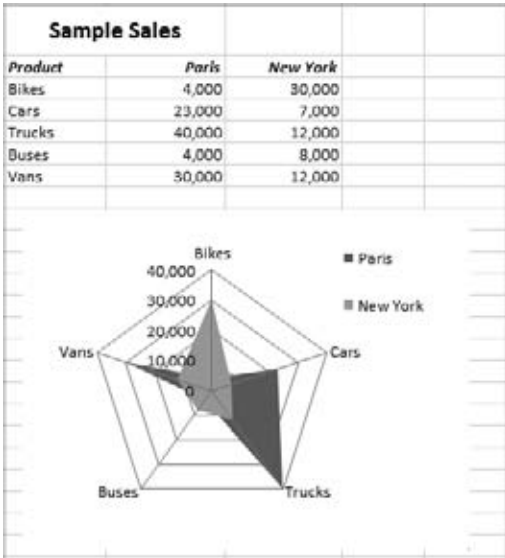 Sample Sales
Product Paris New York
Bikes 4,000 30,000
Cars 23,000 7,000
Trucks 40,000 12,000
Buses 4,000 8,000
Vans 30,000 12,000
Bikes
40,000
30,000
20,000
10,000
0
Cars
Trucks
Buses
Vans
Paris
New York